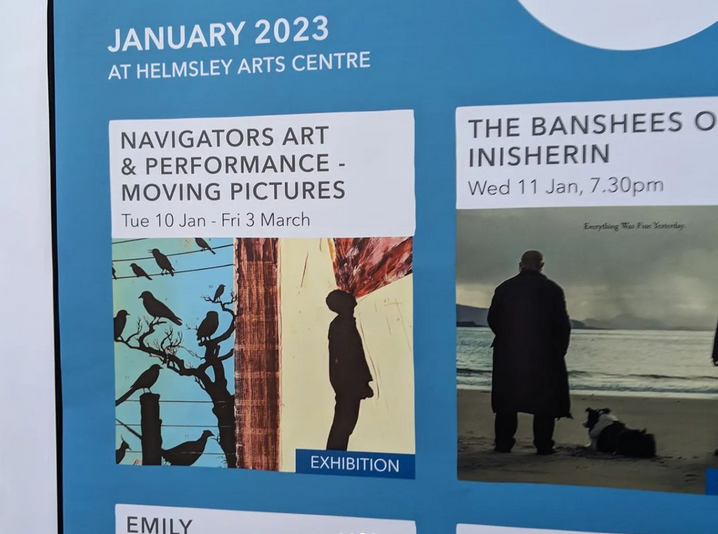 JANUARY 2023
AT HELMSLEY ARTS CENTRE
NAVIGATORS ART
& PERFORMANCE -
MOVING PICTURES
Tue 10 Jan - Fri 3 March
EXHIBITION
THE BANSHEES O
INISHERIN
Wed 11 Jan, 7.30pm
Everything Was Fine Yesterday.
EMILY